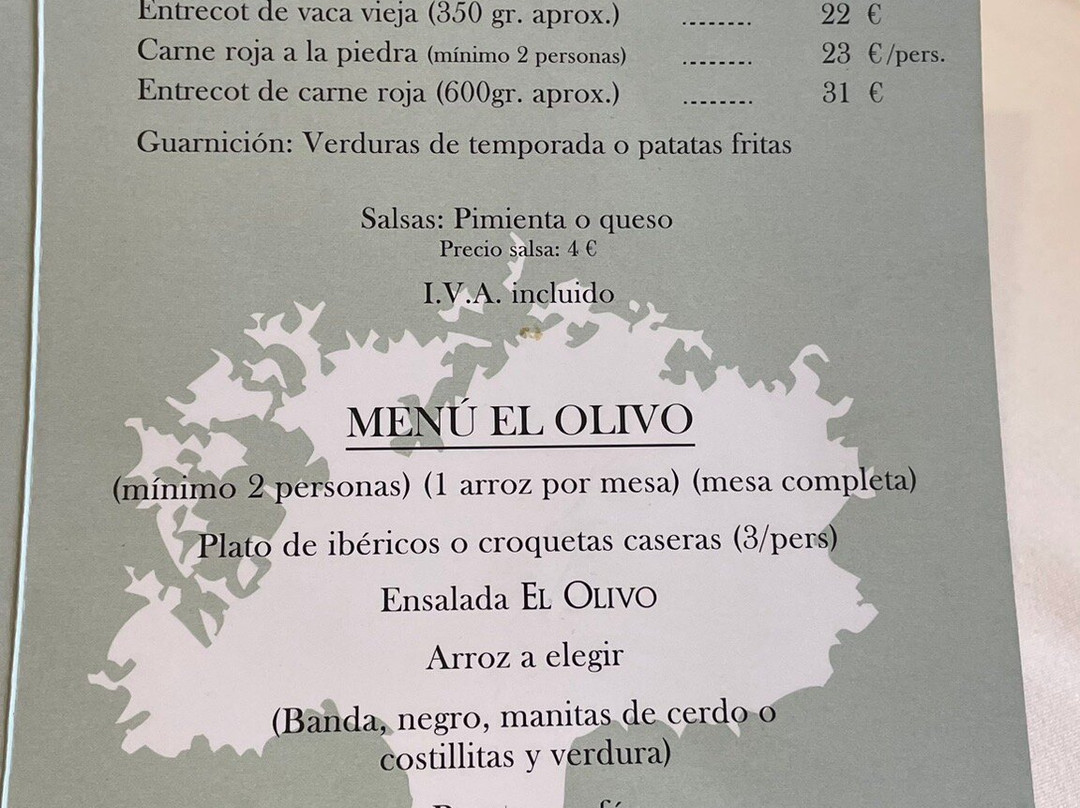 Entrecot de vaca vieja (350 gr. aprox.) ........ 22 €
Carne roja a la piedra (mínimo 2 personas) ........ 23 €/pers.
Entrecot de carne roja (600gr. aprox.) ........ 31 €
Guarnición: Verduras de temporada o patatas fritas
Salsas: Pimienta o queso
Precio salsa: 4 €
I.V.A. incluido
MENÚ EL OLIVO
(mínimo 2 personas) (1 arroz por mesa) (mesa completa)
Plato de ibéricos o croquetas caseras (3/pers)
Ensalada EL OLIVO
Arroz a elegir
(Banda, negro, manitas de cerdo o
costillitas y verdura)